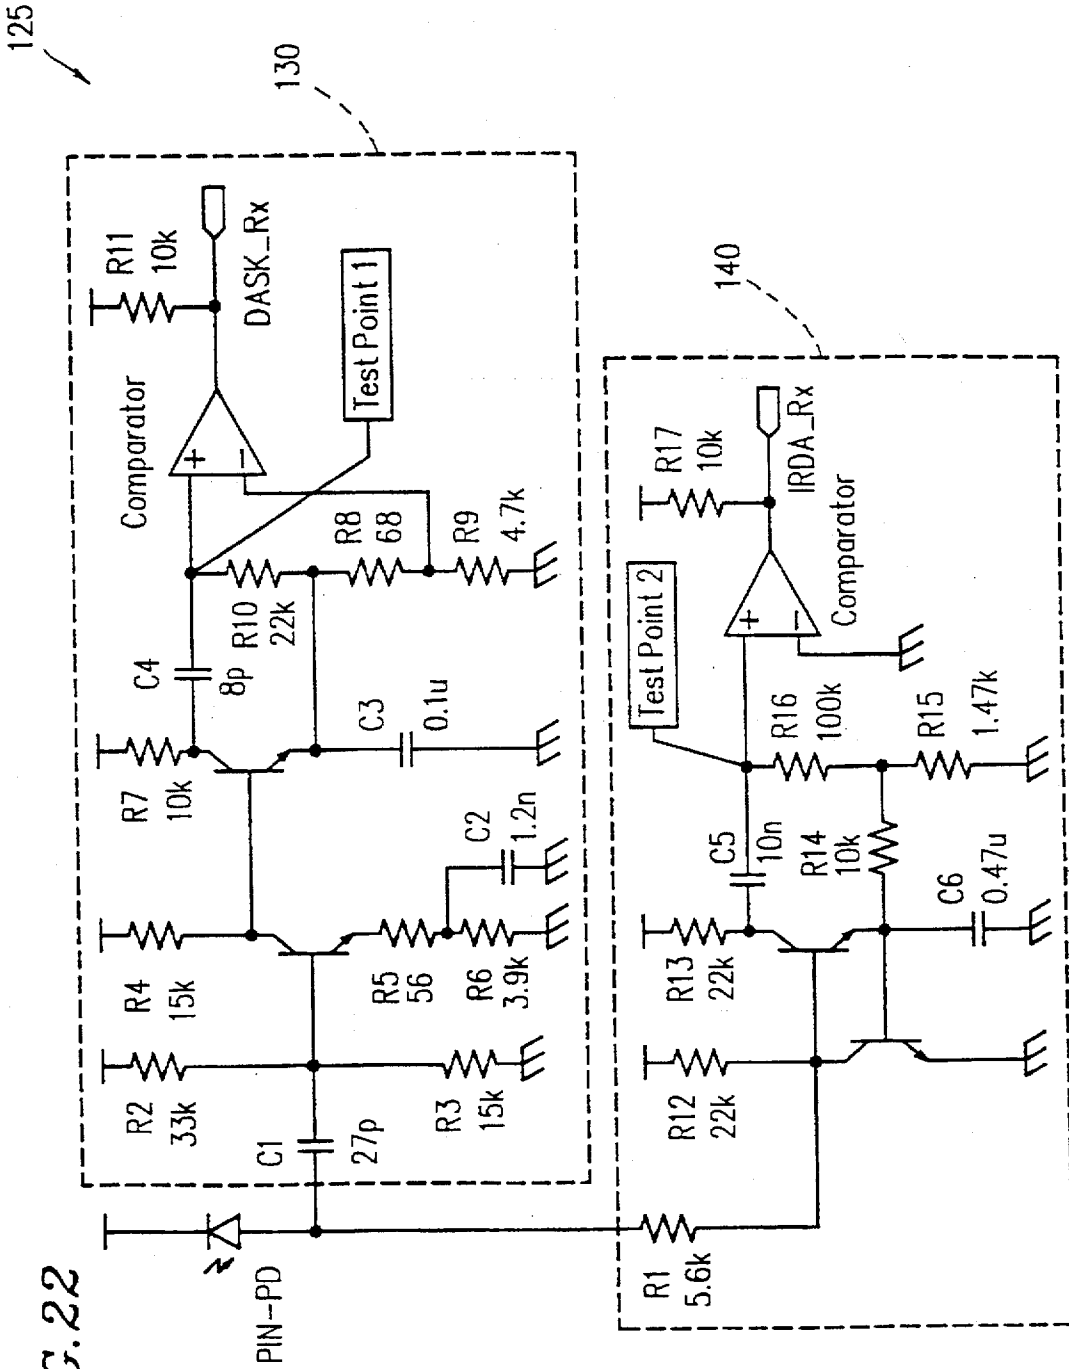 125
130
R11
10k
DASK_Rx
Comparator
+
−
Test Point 1
R10
22k
R8
68
R9
4.7k
C4
8p
C3
0.1u
R7
10k
C2
1.2n
R4
15k
R5
56
R6
3.9k
R2
33k
R3
15k
C1
27p
PIN-PD
G.22
140
R17
10k
IRDA_Rx
Comparator
+
−
Test Point 2
R16
100k
R15
1.47k
C5
10n
R14
10k
C6
0.47u
R13
22k
R12
22k
R1
5.6k